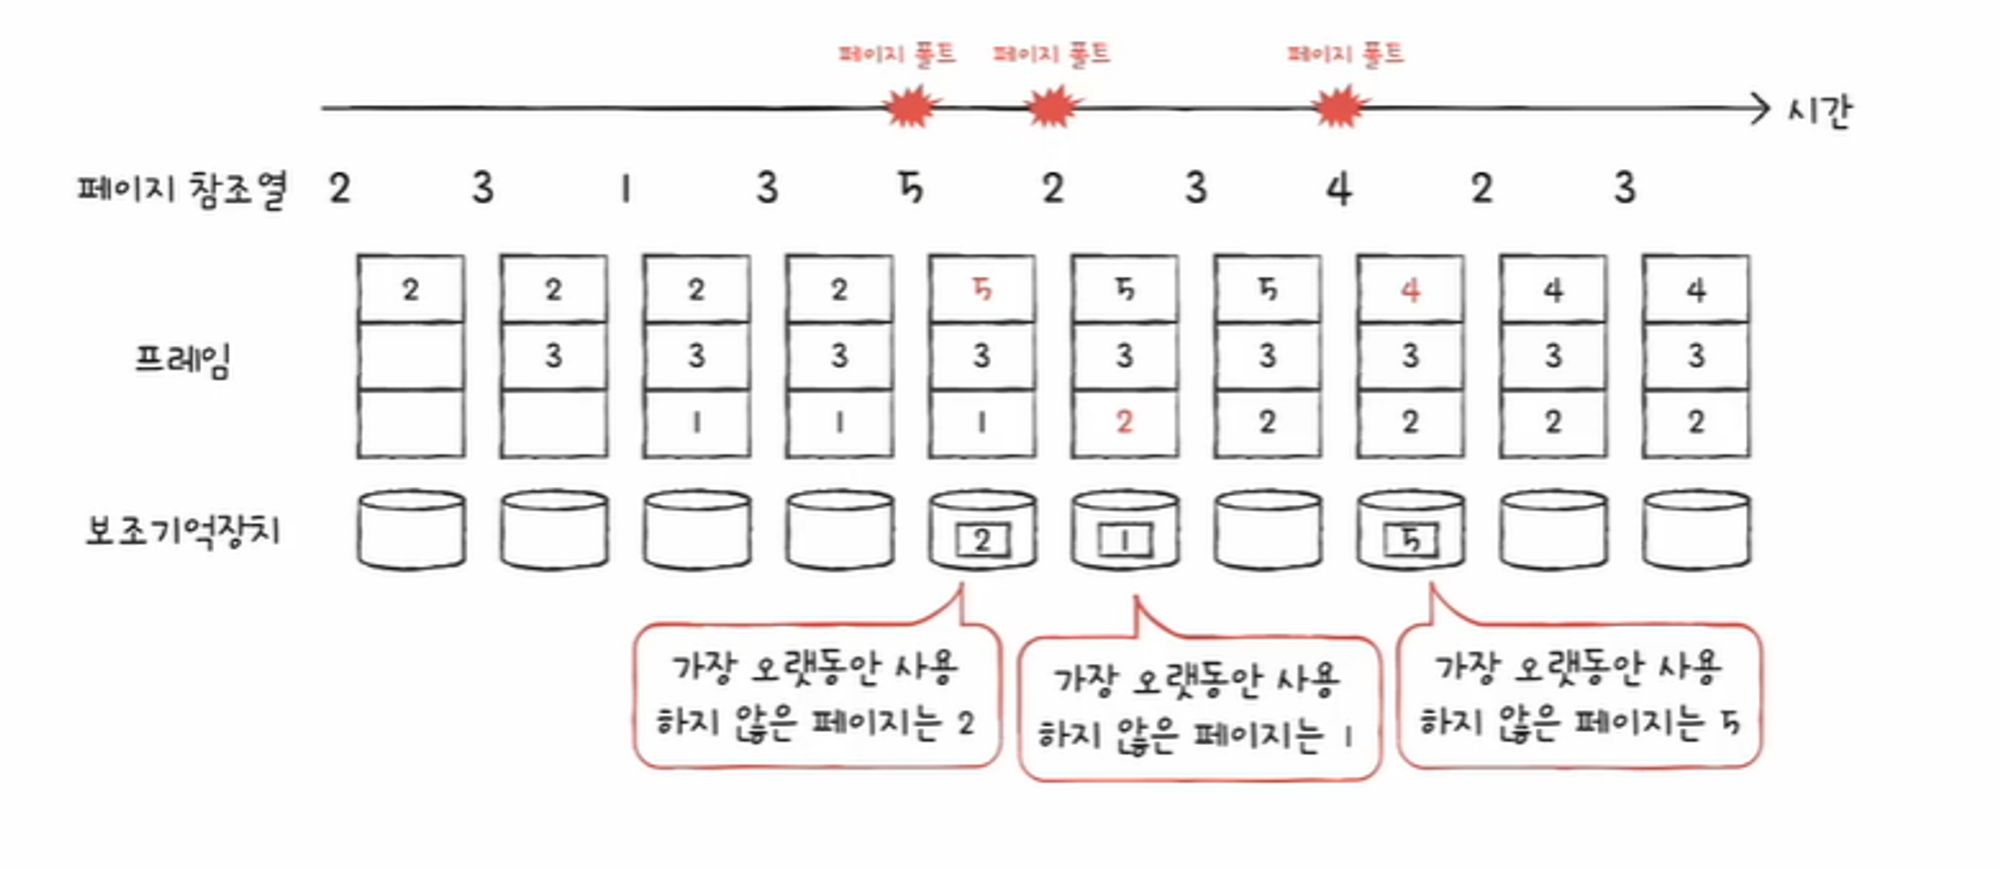 페이지 폴트 페이지 폴트 페이지 폴트
시간
페이지 참조열 2 3 1 3 5 2 3 4 2 3
2 2 2 2 5 5 5 4 4 4
프레임 3 3 3 3 3 3 3 3 3
1 1 1 2 2 2 2 2
보조기억장치 2 1 5
가장 오랫동안 사용
하지 않은 페이지는 2
가장 오랫동안 사용
하지 않은 페이지는 1
가장 오랫동안 사용
하지 않은 페이지는 5